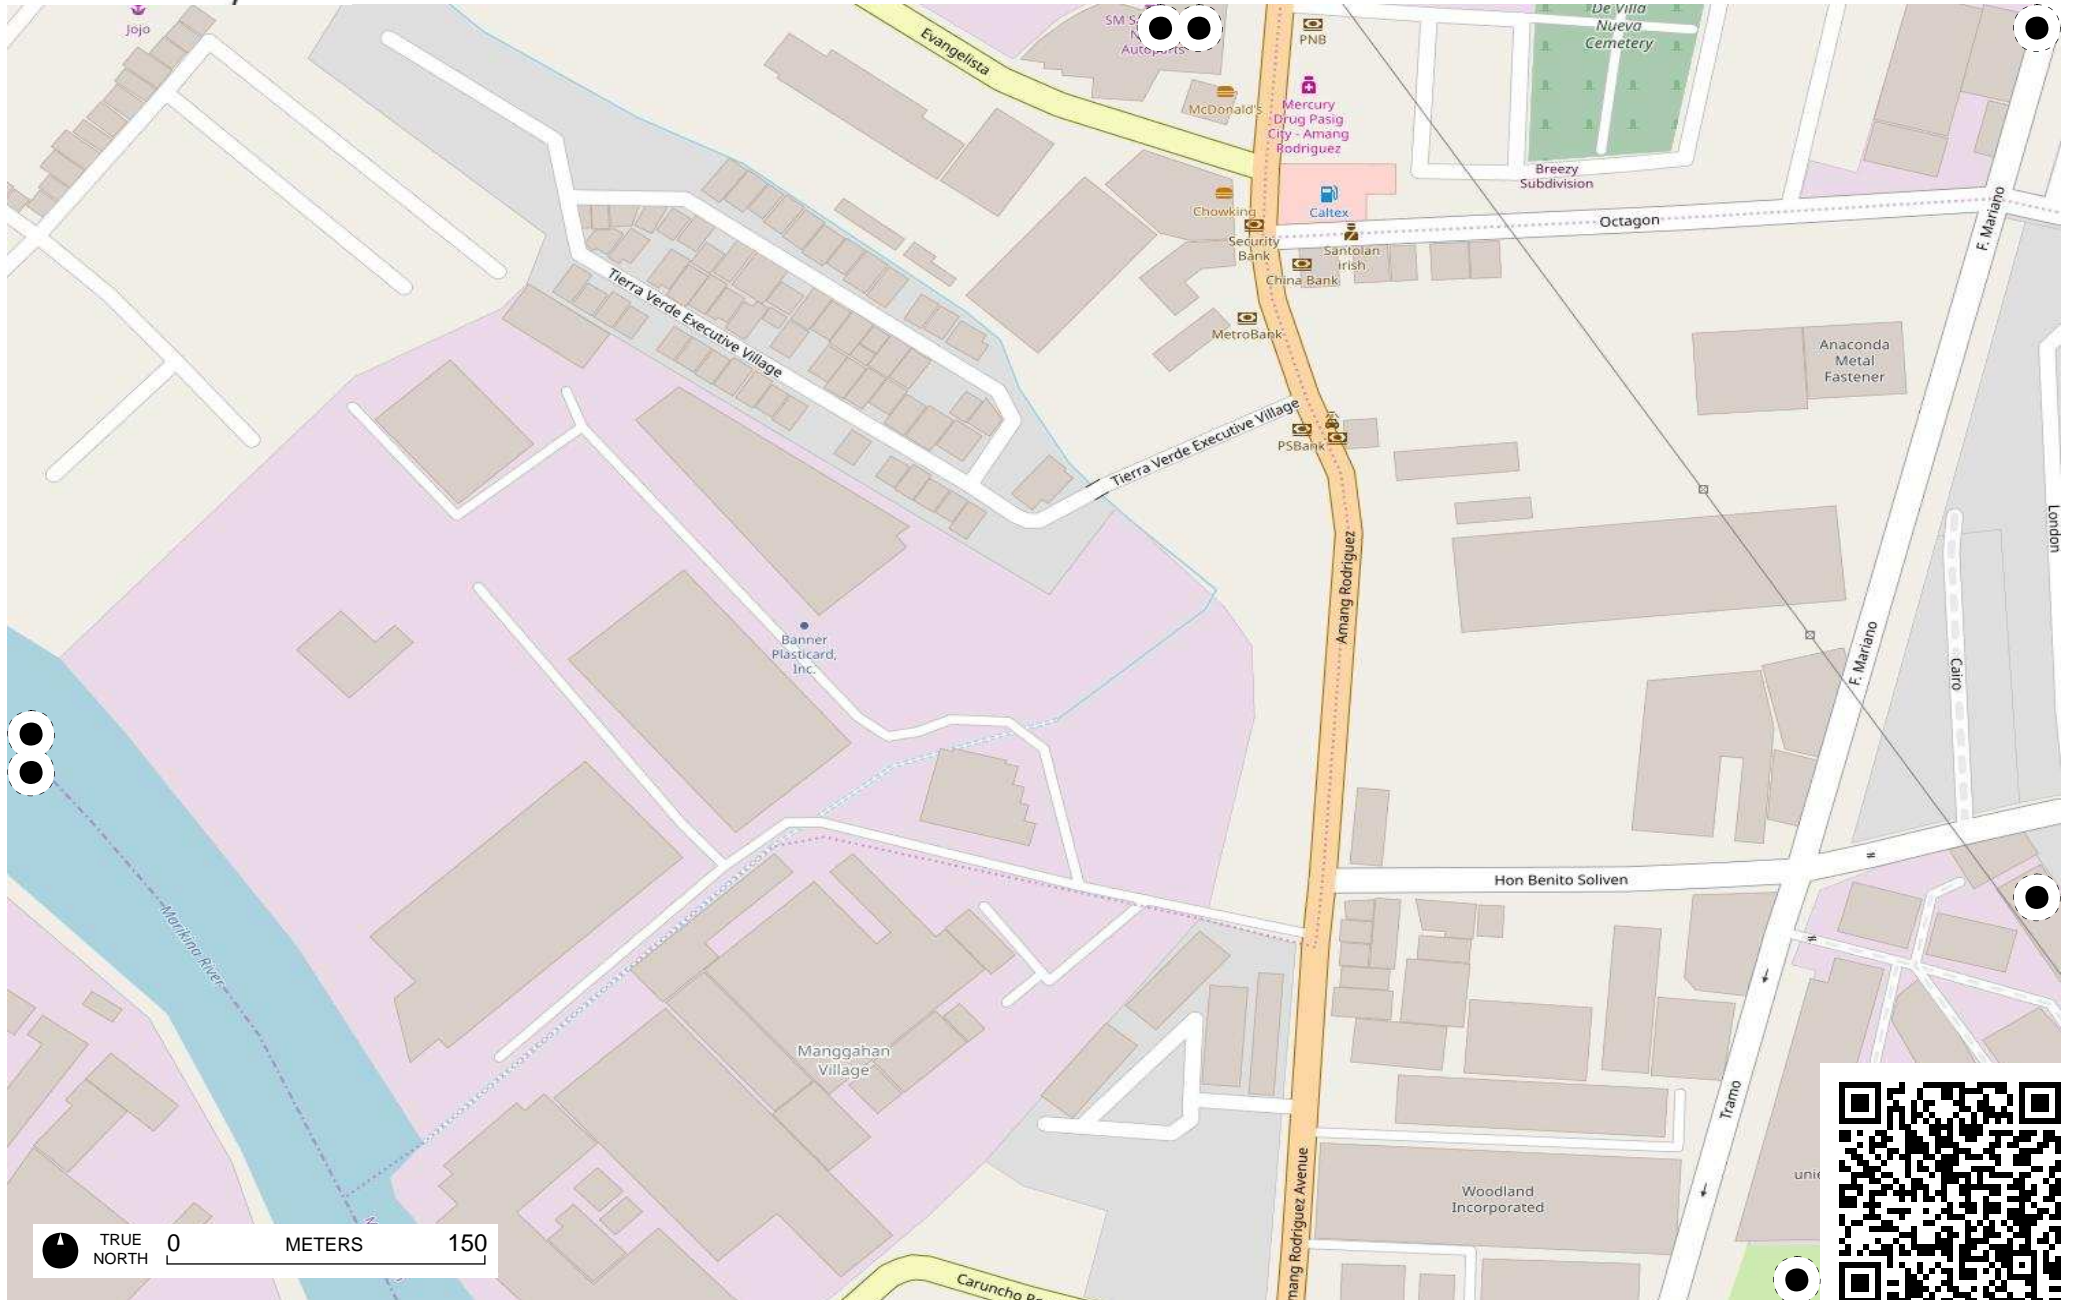 Jojo
Evangelista
SM S
N
Autoparts
PNB
De Villa
Nueva
Cemetery
McDonald's
Mercury
Drug Pasig
City - Amang
Rodriguez
Breezy
Subdivision
Chowking
Caltex
Octagon
F. Mariano
Security
Bank
Santolan
irish
China Bank
Tierra Verde Executive Village
MetroBank
Anaconda
Metal
Fastener
Tierra Verde Executive Village
PSBank
London
Amang Rodriguez
Banner
Plasticard,
Inc.
F. Mariano
Cairo
Hon Benito Soliven
Marikina River
Manggahan
Village
Tramo
Amang Rodriguez Avenue
unie
Woodland
Incorporated
TRUE
NORTH
0 METERS 150
Caruncho